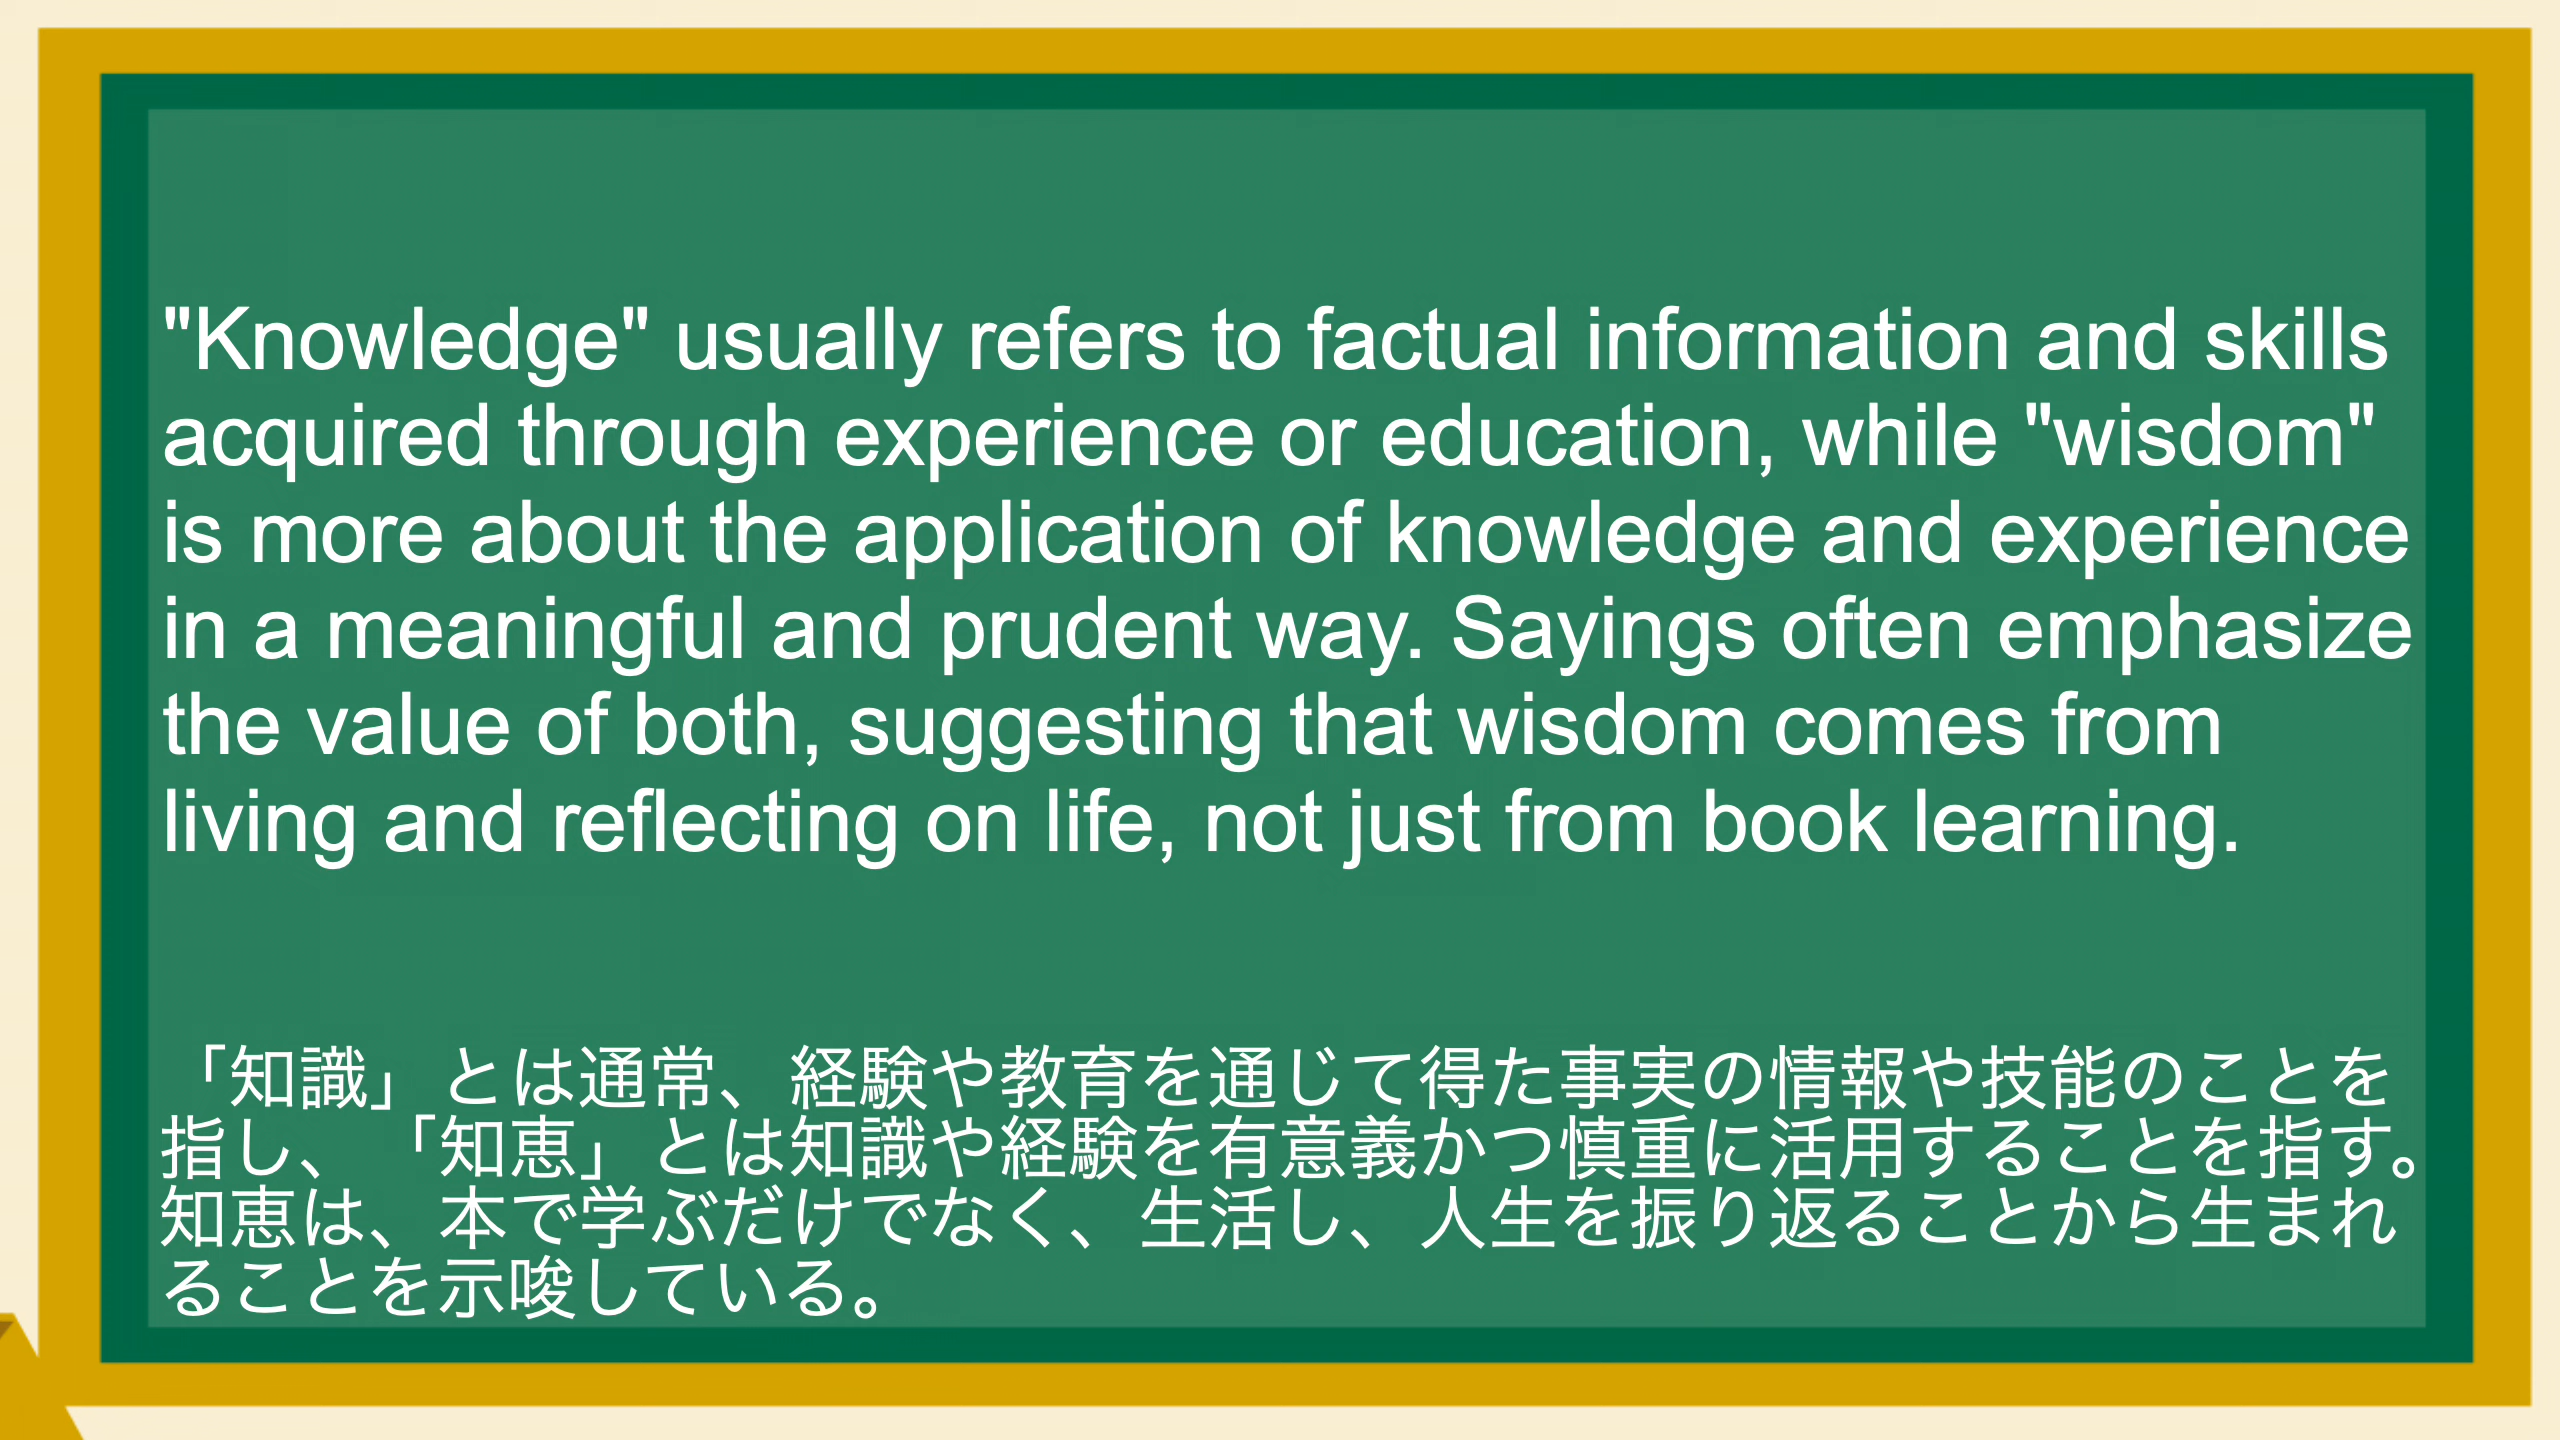 "Knowledge" usually refers to factual information and skills
acquired through experience or education, while "wisdom"
is more about the application of knowledge and experience
in a meaningful and prudent way. Sayings often emphasize
the value of both, suggesting that wisdom comes from
living and reflecting on life, not just from book learning.
「知識」とは通常、経験や教育を通じて得た事実の情報や技能のことを
指し、「知恵」とは知識や経験を有意義かつ慎重に活用することを指す。
知恵は、本で学ぶだけでなく、生活し、人生を振り返ることから生まれ
ることを示唆している。